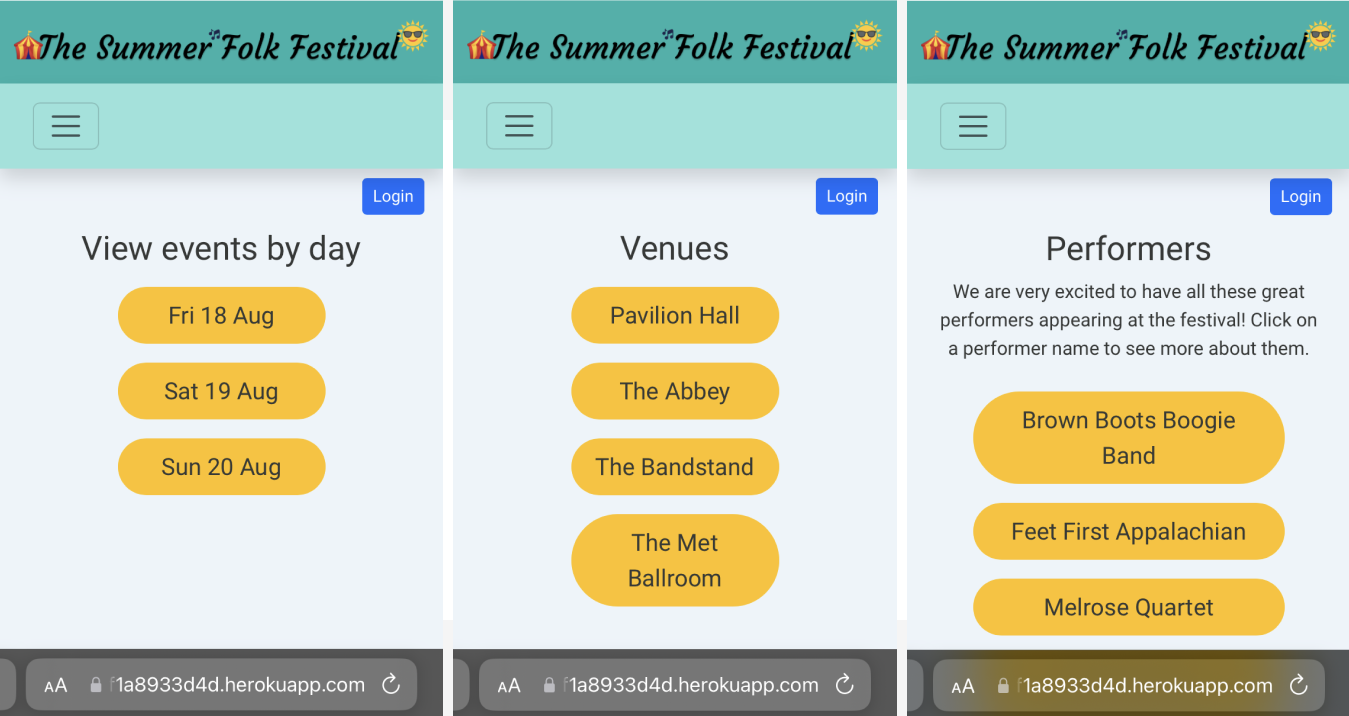 The Summer Folk Festival
Login
View events by day
Fri 18 Aug
Sat 19 Aug
Sun 20 Aug
AA 1a8933d4d.herokuapp.com
The Summer Folk Festival
Login
Venues
Pavilion Hall
The Abbey
The Bandstand
The Met
Ballroom
AA 1a8933d4d.herokuapp.com
The Summer Folk Festival
Login
Performers
We are very excited to have all these great
performers appearing at the festival! Click on
a performer name to see more about them.
Brown Boots Boogie
Band
Feet First Appalachian
Melrose Quartet
AA 1a8933d4d.herokuapp.com